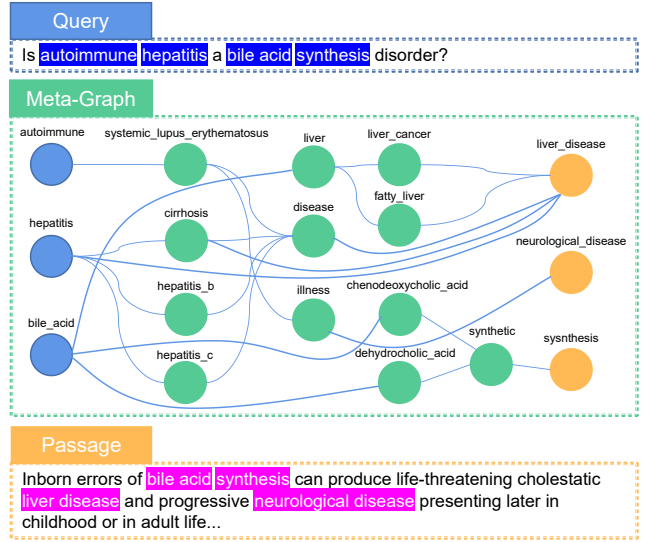 Query
Is autoimmune hepatitis a bile acid synthesis disorder?
Meta-Graph
autoimmune
systemic_lupus_erythematosus
liver
liver_cancer
liver_disease
hepatitis
cirrhosis
disease
fatty_liver
neurological_disease
hepatitis_b
illness
chenodeoxycholic_acid
bile_acid
synthetic
sysnthesis
hepatitis_c
dehydrocholic_acid
Passage
Inborn errors of bile acid synthesis can produce life-threatening cholestatic
liver disease and progressive neurological disease presenting later in
childhood or in adult life...